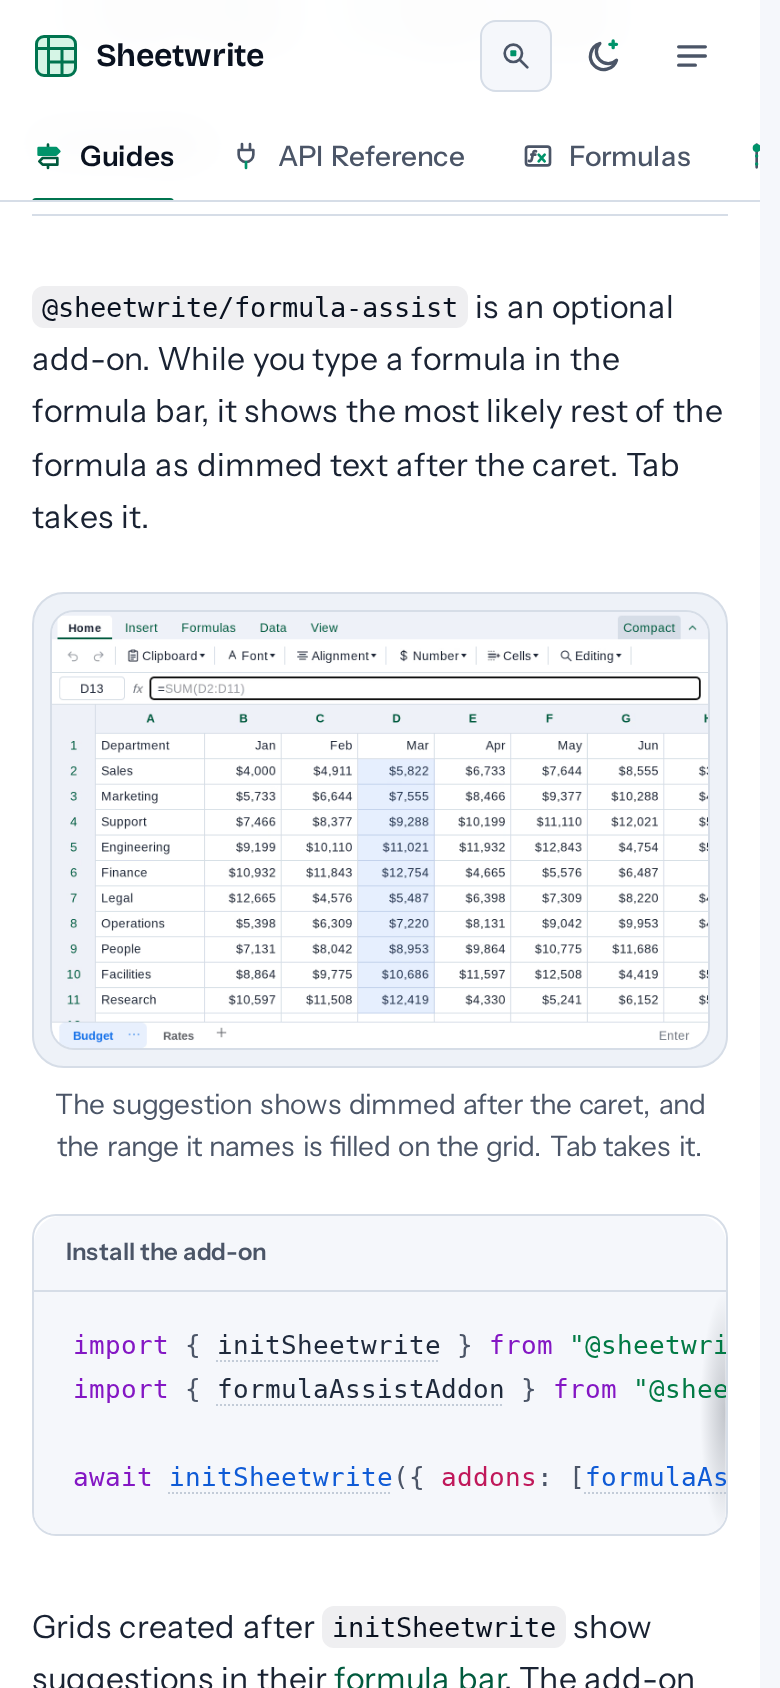 Sheetwrite
Guides API Reference Formulas
@sheetwrite/formula-assist is an optional
add-on. While you type a formula in the
formula bar, it shows the most likely rest of the
formula as dimmed text after the caret. Tab
takes it.
Home Insert Formulas Data View Compact
Clipboard Font Alignment $ Number Cells Editing
D13 fx =SUM(D2:D11)
A B C D E F G
1 Department Jan Feb Mar Apr May Jun
2 Sales $4,000 $4,911 $5,822 $6,733 $7,644 $8,555
3 Marketing $5,733 $6,644 $7,555 $8,466 $9,377 $10,288
4 Support $7,466 $8,377 $9,288 $10,199 $11,110 $12,021
5 Engineering $9,199 $10,110 $11,021 $11,932 $12,843 $4,754
6 Finance $10,932 $11,843 $12,754 $4,665 $5,576 $6,487
7 Legal $12,665 $4,576 $5,487 $6,398 $7,309 $8,220
8 Operations $5,398 $6,309 $7,220 $8,131 $9,042 $9,953
9 People $7,131 $8,042 $8,953 $9,864 $10,775 $11,686
10 Facilities $8,864 $9,775 $10,686 $11,597 $12,508 $4,419
11 Research $10,597 $11,508 $12,419 $4,330 $5,241 $6,152
Budget ··· Rates + Enter
The suggestion shows dimmed after the caret, and
the range it names is filled on the grid. Tab takes it.
Install the add-on
import { initSheetwrite } from "@sheetwri
import { formulaAssistAddon } from "@shee
await initSheetwrite({ addons: [formulaAs
Grids created after initSheetwrite show
suggestions in their formula bar. The add-on